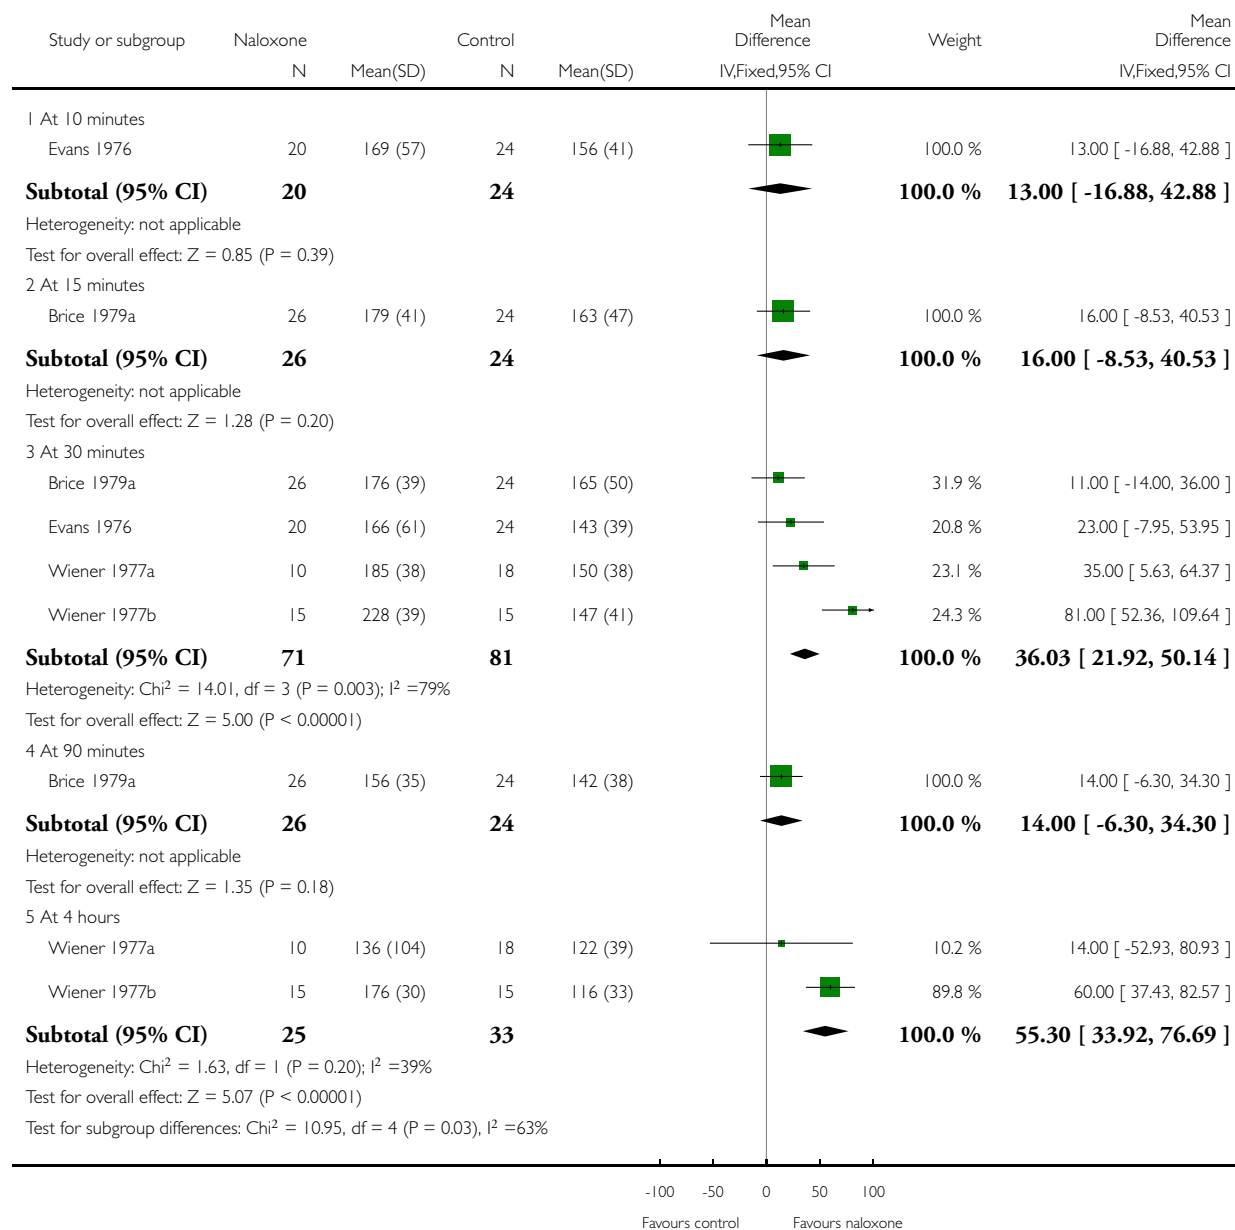 Study or subgroup Naloxone Control Mean Difference Weight Mean Difference
N Mean(SD) N Mean(SD) IV,Fixed,95% CI IV,Fixed,95% CI
1 At 10 minutes
Evans 1976 20 169 (57) 24 156 (41) 100.0 % 13.00 [ -16.88, 42.88 ]
Subtotal (95% CI) 20 24 100.0 % 13.00 [ -16.88, 42.88 ]
Heterogeneity: not applicable
Test for overall effect: Z = 0.85 (P = 0.39)
2 At 15 minutes
Brice 1979a 26 179 (41) 24 163 (47) 100.0 % 16.00 [ -8.53, 40.53 ]
Subtotal (95% CI) 26 24 100.0 % 16.00 [ -8.53, 40.53 ]
Heterogeneity: not applicable
Test for overall effect: Z = 1.28 (P = 0.20)
3 At 30 minutes
Brice 1979a 26 176 (39) 24 165 (50) 31.9 % 11.00 [ -14.00, 36.00 ]
Evans 1976 20 166 (61) 24 143 (39) 20.8 % 23.00 [ -7.95, 53.95 ]
Wiener 1977a 10 185 (38) 18 150 (38) 23.1 % 35.00 [ 5.63, 64.37 ]
Wiener 1977b 15 228 (39) 15 147 (41) 24.3 % 81.00 [ 52.36, 109.64 ]
Subtotal (95% CI) 71 81 100.0 % 36.03 [ 21.92, 50.14 ]
Heterogeneity: Chi² = 14.01, df = 3 (P = 0.003); I² =79%
Test for overall effect: Z = 5.00 (P < 0.00001)
4 At 90 minutes
Brice 1979a 26 156 (35) 24 142 (38) 100.0 % 14.00 [ -6.30, 34.30 ]
Subtotal (95% CI) 26 24 100.0 % 14.00 [ -6.30, 34.30 ]
Heterogeneity: not applicable
Test for overall effect: Z = 1.35 (P = 0.18)
5 At 4 hours
Wiener 1977a 10 136 (104) 18 122 (39) 10.2 % 14.00 [ -52.93, 80.93 ]
Wiener 1977b 15 176 (30) 15 116 (33) 89.8 % 60.00 [ 37.43, 82.57 ]
Subtotal (95% CI) 25 33 100.0 % 55.30 [ 33.92, 76.69 ]
Heterogeneity: Chi² = 1.63, df = 1 (P = 0.20); I² =39%
Test for overall effect: Z = 5.07 (P < 0.00001)
Test for subgroup differences: Chi² = 10.95, df = 4 (P = 0.03), I² =63%
-100 -50 0 50 100
Favours control Favours naloxone